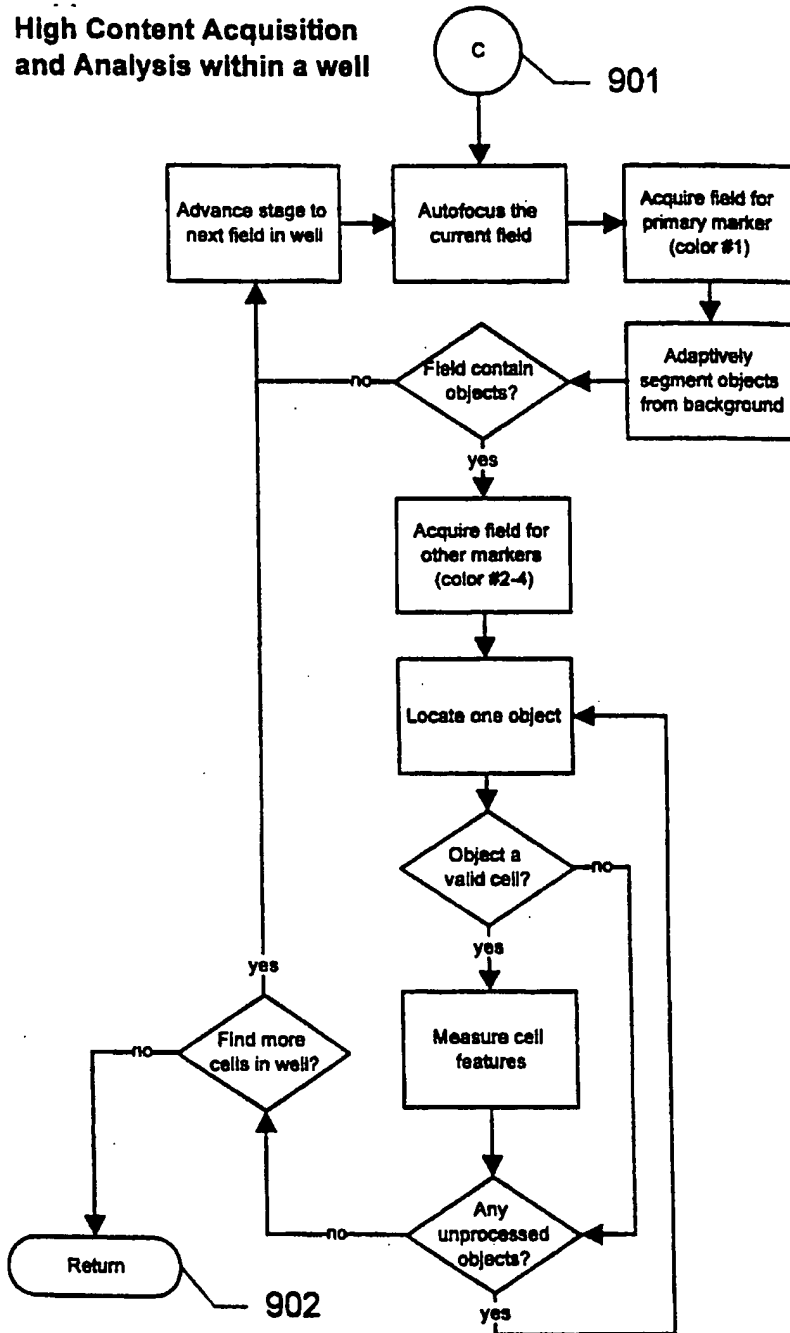 High Content Acquisition
and Analysis within a well
C
901
Advance stage to
next field in well
Autofocus the
current field
Acquire field for
primary marker
(color #1)
Field contain
objects?
no
Adaptively
segment objects
from background
yes
Acquire field for
other markers
(color #2-4)
Locate one object
Object a
valid cell?
no
yes
Measure cell
features
yes
Find more
cells in well?
no
Any
unprocessed
objects?
no
yes
Return
902